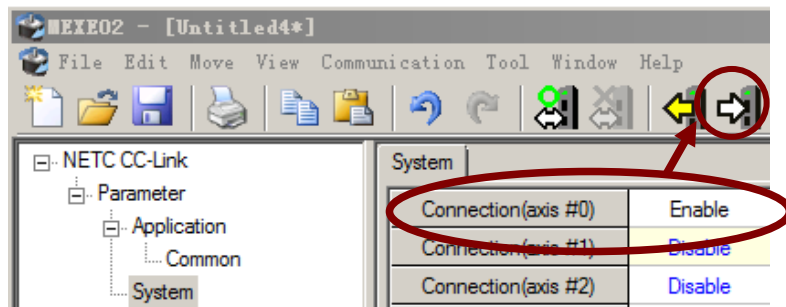 MEXE02 - [Untitled4*]
File Edit Move View Communication Tool Window Help
NETC CC-Link
Parameter
Application
Common
System
System
Connection(axis #0) Enable
Connection(axis #1) Disable
Connection(axis #2) Disable